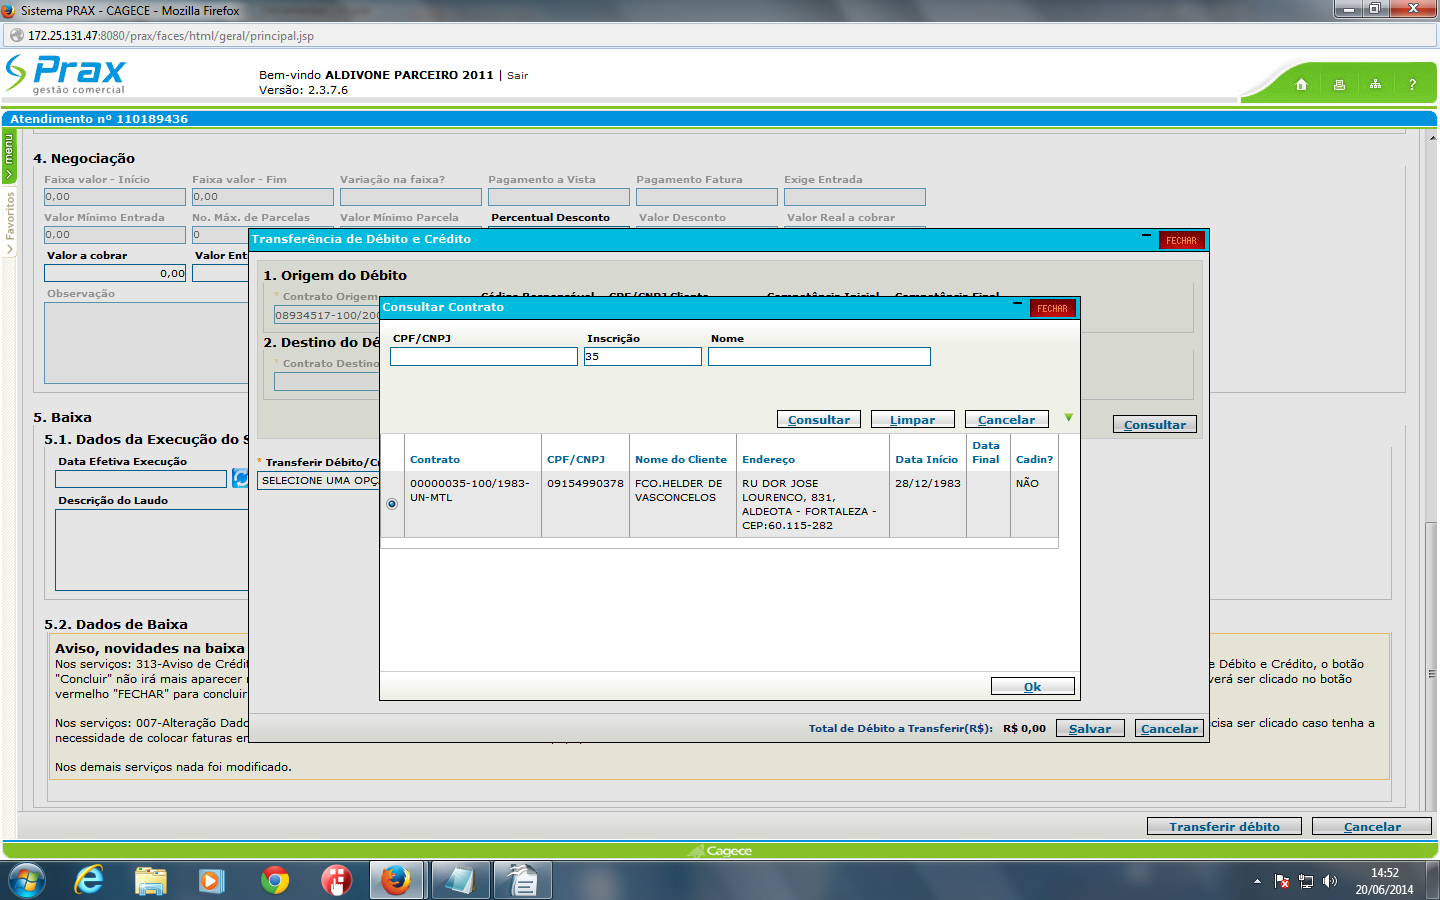 Sistema PRAX - CAGECE - Mozilla Firefox
172.25.131.47:8080/prax/faces/html/geral/principal.jsp
Prax
gestão comercial
Bem-vindo ALDIVONE PARCEIRO 2011 | Sair
Versão: 2.3.7.6
?
Atendimento nº 110189436
menu
Favoritos
4. Negociação
Faixa valor - Início Faixa valor - Fim Variação na faixa? Pagamento a Vista Pagamento Fatura Exige Entrada
0,00 0,00
Valor Mínimo Entrada No. Máx. de Parcelas Valor Mínimo Parcela Percentual Desconto Valor Desconto Valor Real a cobrar
0,00 0
Valor a cobrar Valor Ent
0,00
Observação
Transferência de Débito e Crédito
FECHAR
1. Origem do Débito
* Contrato Origem Código Responsável CPF/CNPJ Cliente Competência Inicial Competência Final
08934517-100/200
2. Destino do Dé
* Contrato Destino
Consultar
* Transferir Débito/Cr
SELECIONE UMA OPÇ
Consultar Contrato
FECHAR
CPF/CNPJ Inscrição Nome
35
Consultar Limpar Cancelar
Contrato CPF/CNPJ Nome do Cliente Endereço Data Início Data Final Cadin?
00000035-100/1983-UN-MTL 09154990378 FCO.HELDER DE VASCONCELOS RU DOR JOSE LOURENCO, 831, ALDEOTA - FORTALEZA - CEP:60.115-282 28/12/1983 NÃO
Ok
Total de Débito a Transferir(R$): R$ 0,00 Salvar Cancelar
5. Baixa
5.1. Dados da Execução do S
Data Efetiva Execução
Descrição do Laudo
5.2. Dados de Baixa
Aviso, novidades na baixa
Nos serviços: 313-Aviso de Crédit e Débito e Crédito, o botão
"Concluir" não irá mais aparecer verá ser clicado no botão
vermelho "FECHAR" para concluir
Nos serviços: 007-Alteração Dado cisa ser clicado caso tenha a
necessidade de colocar faturas em
Nos demais serviços nada foi modificado.
Transferir débito Cancelar
Cagece
14:52
20/06/2014